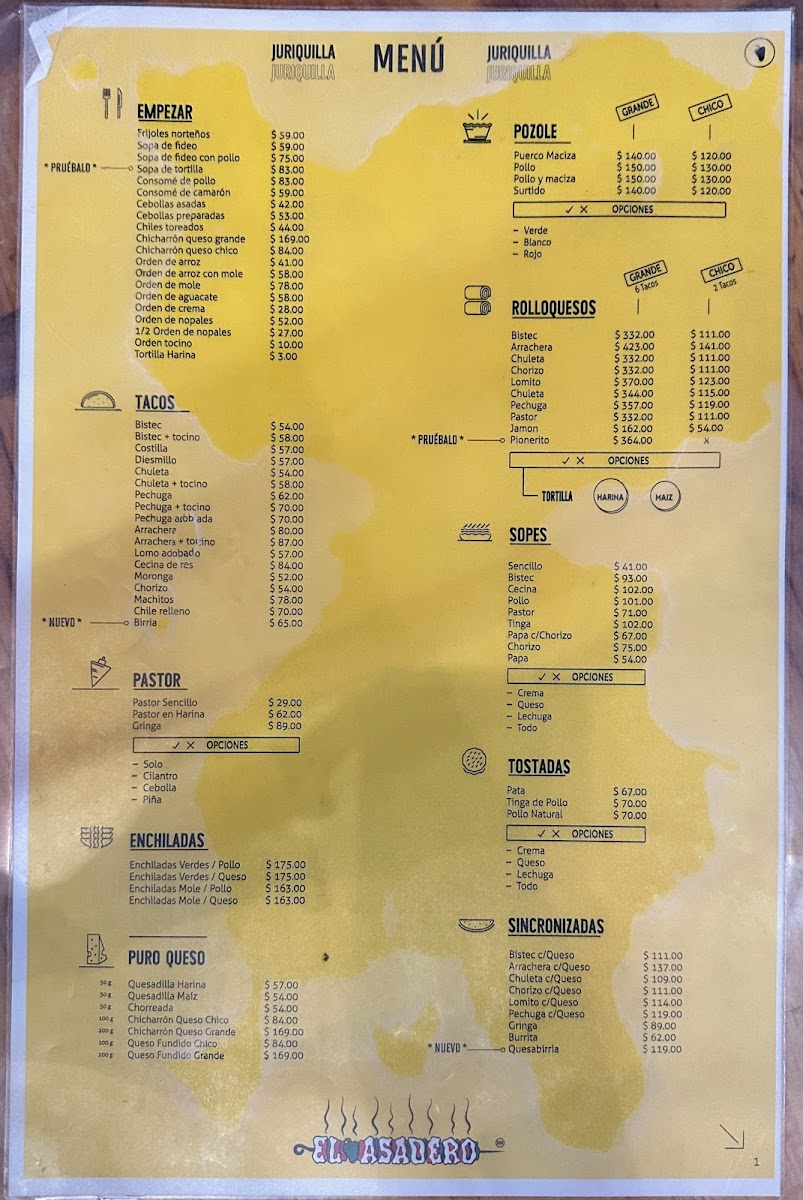 JURIQUILLA
JURIQUILLA
MENÚ
JURIQUILLA
JURIQUILLA
EMPEZAR
Frijoles norteños $ 59.00
Sopa de fideo $ 59.00
Sopa de fideo con pollo $ 75.00
* PRUÉBALO * Sopa de tortilla $ 83.00
Consomé de pollo $ 83.00
Consomé de camarón $ 59.00
Cebollas asadas $ 42.00
Cebollas preparadas $ 53.00
Chiles toreados $ 44.00
Chicharrón queso grande $ 169.00
Chicharrón queso chico $ 84.00
Orden de arroz $ 41.00
Orden de arroz con mole $ 58.00
Orden de mole $ 78.00
Orden de aguacate $ 58.00
Orden de crema $ 28.00
Orden de nopales $ 52.00
1/2 Orden de nopales $ 27.00
Orden tocino $ 10.00
Tortilla Harina $ 3.00
TACOS
Bistec $ 54.00
Bistec + tocino $ 58.00
Costilla $ 57.00
Diesmillo $ 57.00
Chuleta $ 54.00
Chuleta + tocino $ 58.00
Pechuga $ 62.00
Pechuga + tocino $ 70.00
Pechuga adobada $ 70.00
Arrachera $ 80.00
Arrachera + tocino $ 87.00
Lomo adobado $ 57.00
Cecina de res $ 84.00
Moronga $ 52.00
Chorizo $ 54.00
Machitos $ 78.00
Chile relleno $ 70.00
* NUEVO * Birria $ 65.00
PASTOR
Pastor Sencillo $ 29.00
Pastor en Harina $ 62.00
Gringa $ 89.00
✓ ✕ OPCIONES
– Solo
– Cilantro
– Cebolla
– Piña
ENCHILADAS
Enchiladas Verdes / Pollo $ 175.00
Enchiladas Verdes / Queso $ 175.00
Enchiladas Mole / Pollo $ 163.00
Enchiladas Mole / Queso $ 163.00
PURO QUESO
50 g Quesadilla Harina $ 57.00
50 g Quesadilla Maíz $ 54.00
50 g Chorreada $ 54.00
100 g Chicharrón Queso Chico $ 84.00
200 g Chicharrón Queso Grande $ 169.00
100 g Queso Fundido Chico $ 84.00
200 g Queso Fundido Grande $ 169.00
POZOLE GRANDE CHICO
Puerco Maciza $ 140.00 $ 120.00
Pollo $ 150.00 $ 130.00
Pollo y maciza $ 150.00 $ 130.00
Surtido $ 140.00 $ 120.00
✓ ✕ OPCIONES
– Verde
– Blanco
– Rojo
ROLLOQUESOS GRANDE 6 Tacos CHICO 2 Tacos
Bistec $ 332.00 $ 111.00
Arrachera $ 423.00 $ 141.00
Chuleta $ 332.00 $ 111.00
Chorizo $ 332.00 $ 111.00
Lomito $ 370.00 $ 123.00
Chuleta $ 344.00 $ 115.00
Pechuga $ 357.00 $ 119.00
Pastor $ 332.00 $ 111.00
Jamon $ 162.00 $ 54.00
* PRUÉBALO * Pionerito $ 364.00 x
✓ ✕ OPCIONES
TORTILLA HARINA MAIZ
SOPES
Sencillo $ 41.00
Bistec $ 93.00
Cecina $ 102.00
Pollo $ 101.00
Pastor $ 71.00
Tinga $ 102.00
Papa c/Chorizo $ 67.00
Chorizo $ 75.00
Papa $ 54.00
✓ ✕ OPCIONES
– Crema
– Queso
– Lechuga
– Todo
TOSTADAS
Pata $ 67.00
Tinga de Pollo $ 70.00
Pollo Natural $ 70.00
✓ ✕ OPCIONES
– Crema
– Queso
– Lechuga
– Todo
SINCRONIZADAS
Bistec c/Queso $ 111.00
Arrachera c/Queso $ 137.00
Chuleta c/Queso $ 109.00
Chorizo c/Queso $ 111.00
Lomito c/Queso $ 114.00
Pechuga c/Queso $ 119.00
Gringa $ 89.00
Burrita $ 62.00
* NUEVO * Quesabirria $ 119.00
EL ASADERO
1